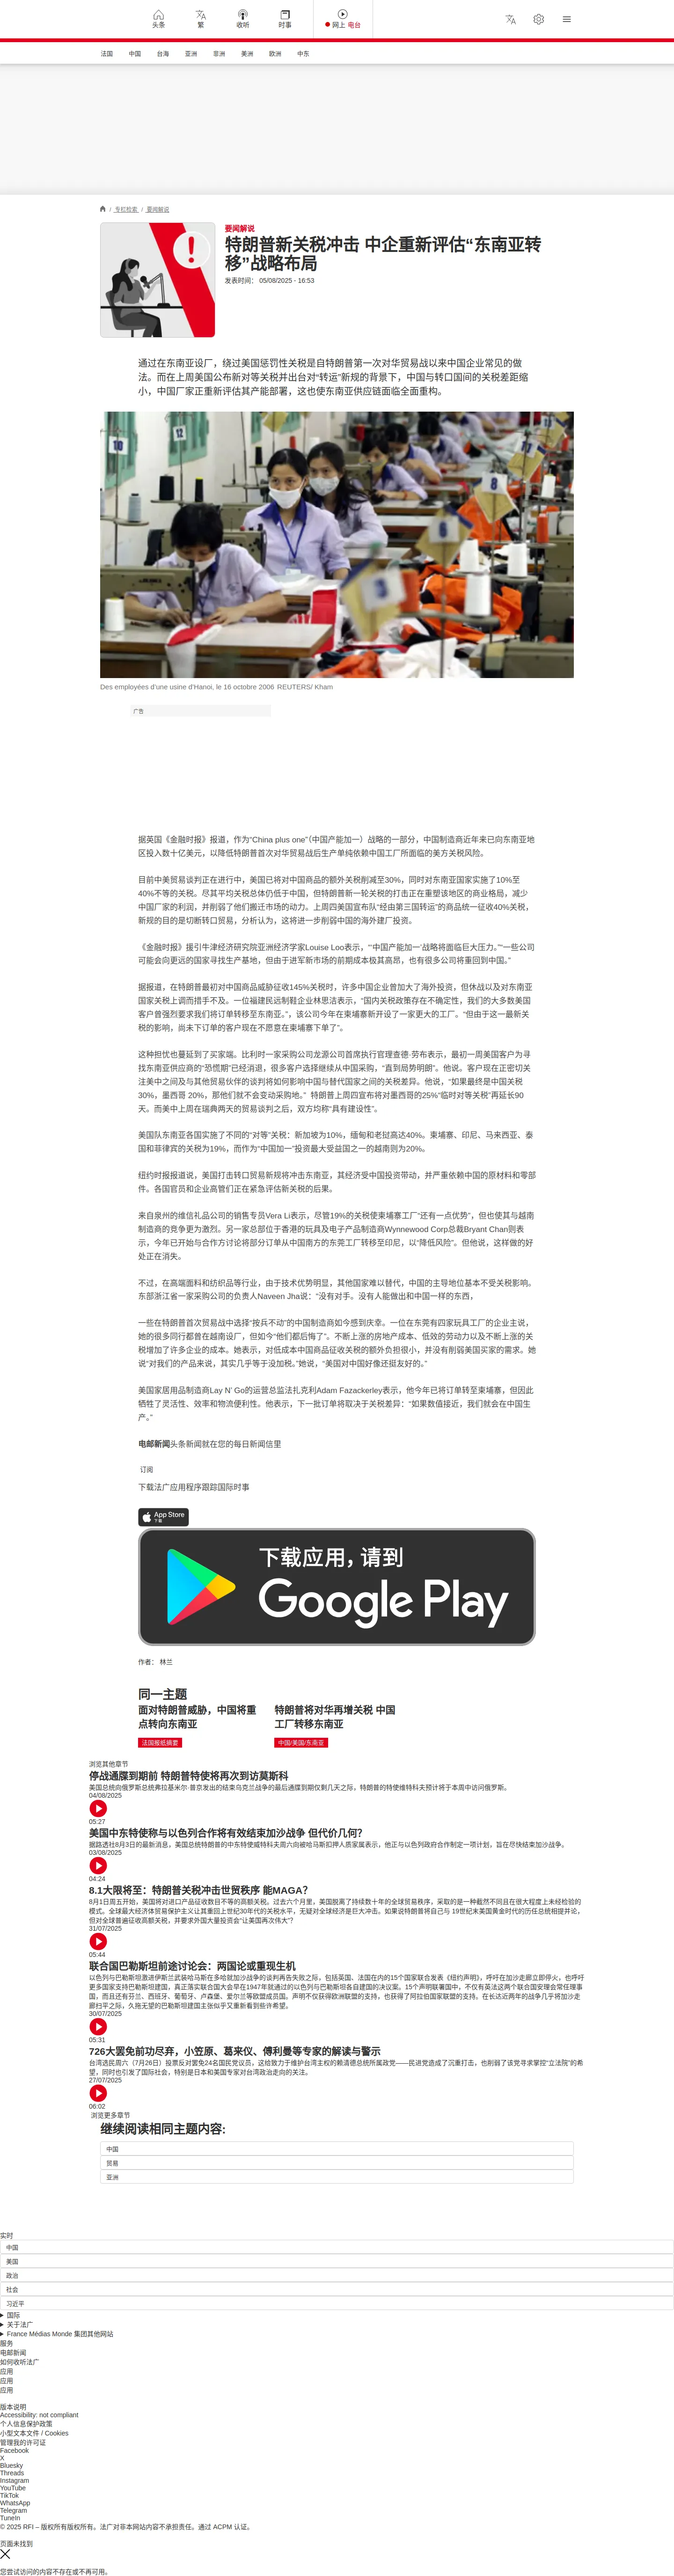 头条
繁
收听
时事
网上 电台
法国
中国
台海
亚洲
非洲
美洲
欧洲
中东
/ 专栏检索 / 要闻解说
要闻解说
特朗普新关税冲击 中企重新评估“东南亚转
移”战略布局
发表时间： 05/08/2025 - 16:53
通过在东南亚设厂，绕过美国惩罚性关税是自特朗普第一次对华贸易战以来中国企业常见的做
法。而在上周美国公布新对等关税并出台对“转运”新规的背景下，中国与转口国间的关税差距缩
小，中国厂家正重新评估其产能部署，这也使东南亚供应链面临全面重构。
10
12
10
9
8
Des employées d'une usine d'Hanoi, le 16 octobre 2006 REUTERS/ Kham
广告
据英国《金融时报》报道，作为“China plus one”（中国产能加一）战略的一部分，中国制造商近年来已向东南亚地
区投入数十亿美元，以降低特朗普首次对华贸易战后生产单纯依赖中国工厂所面临的美方关税风险。
目前中美贸易谈判正在进行中，美国已将对中国商品的额外关税削减至30%，同时对东南亚国家实施了10%至
40%不等的关税。尽其平均关税总体仍低于中国，但特朗普新一轮关税的打击正在重塑该地区的商业格局，减少
中国厂家的利润，并削弱了他们搬迁市场的动力。上周四美国宣布队“经由第三国转运”的商品统一征收40%关税，
新规的目的是切断转口贸易，分析认为，这将进一步削弱中国的海外建厂投资。
《金融时报》援引牛津经济研究院亚洲经济学家Louise Loo表示，“‘中国产能加一’战略将面临巨大压力。”“一些公司
可能会向更远的国家寻找生产基地，但由于进军新市场的前期成本极其高昂，也有很多公司将重回到中国。”
据报道，在特朗普最初对中国商品威胁征收145%关税时，许多中国企业曾加大了海外投资，但休战以及对东南亚
国家关税上调而措手不及。一位福建民远制鞋企业林思洁表示，“国内关税政策存在不确定性，我们的大多数美国
客户曾强烈要求我们将订单转移至东南亚。”，该公司今年在柬埔寨新开设了一家更大的工厂。“但由于这一最新关
税的影响，尚未下订单的客户现在不愿意在柬埔寨下单了”。
这种担忧也蔓延到了买家端。比利时一家采购公司龙源公司首席执行官理查德·劳布表示，最初一周美国客户为寻
找东南亚供应商的“恐慌期”已经消退，很多客户选择继续从中国采购，“直到局势明朗”。他说。客户现在正密切关
注美中之间及与其他贸易伙伴的谈判将如何影响中国与替代国家之间的关税差异。他说，“如果最终是中国关税
30%，墨西哥 20%，那他们就不会变动采购地。”  特朗普上周四宣布将对墨西哥的25%“临时对等关税”再延长90
天。而美中上周在瑞典两天的贸易谈判之后，双方均称“具有建设性”。
美国队东南亚各国实施了不同的“对等”关税：新加坡为10%，缅甸和老挝高达40%。柬埔寨、印尼、马来西亚、泰
国和菲律宾的关税为19%，而作为“中国加一”投资最大受益国之一的越南则为20%。
纽约时报报道说，美国打击转口贸易新规将冲击东南亚，其经济受中国投资带动，并严重依赖中国的原材料和零部
件。各国官员和企业高管们正在紧急评估新关税的后果。
来自泉州的维信礼品公司的销售专员Vera Li表示，尽管19%的关税使柬埔寨工厂“还有一点优势”，但也使其与越南
制造商的竞争更为激烈。另一家总部位于香港的玩具及电子产品制造商Wynnewood Corp总裁Bryant Chan则表
示，今年已开始与合作方讨论将部分订单从中国南方的东莞工厂转移至印尼，以“降低风险”。但他说，这样做的好
处正在消失。
不过，在高端面料和纺织品等行业，由于技术优势明显，其他国家难以替代，中国的主导地位基本不受关税影响。
东部浙江省一家采购公司的负责人Naveen Jha说：“没有对手。没有人能做出和中国一样的东西，
一些在特朗普首次贸易战中选择“按兵不动”的中国制造商如今感到庆幸。一位在东莞有四家玩具工厂的企业主说，
她的很多同行都曾在越南设厂，但如今“他们都后悔了”。不断上涨的房地产成本、低效的劳动力以及不断上涨的关
税增加了许多企业的成本。她表示，对低成本中国商品征收关税的额外负担很小，并没有削弱美国买家的需求。她
说“对我们的产品来说，其实几乎等于没加税。”她说，“美国对中国好像还挺友好的。”
美国家居用品制造商Lay N’ Go的运营总监法扎克利Adam Fazackerley表示，他今年已将订单转至柬埔寨，但因此
牺牲了灵活性、效率和物流便利性。他表示，下一批订单将取决于关税差异：“如果数值接近，我们就会在中国生
产。”
电邮新闻头条新闻就在您的每日新闻信里
订阅
下载法广应用程序跟踪国际时事
App Store
下载
下载应用，请到
Google Play
作者： 林兰
同一主题
面对特朗普威胁，中国将重
点转向东南亚
法国报纸摘要
特朗普将对华再增关税 中国
工厂转移东南亚
中国/美国/东南亚
浏览其他章节
停战通牒到期前 特朗普特使将再次到访莫斯科
美国总统向俄罗斯总统弗拉基米尔·普京发出的结束乌克兰战争的最后通牒到期仅剩几天之际，特朗普的特使维特科夫预计将于本周中访问俄罗斯。
04/08/2025
05:27
美国中东特使称与以色列合作将有效结束加沙战争 但代价几何？
据路透社8月3日的最新消息，美国总统特朗普的中东特使威特科夫周六向被哈马斯扣押人质家属表示，他正与以色列政府合作制定一项计划，旨在尽快结束加沙战争。
03/08/2025
04:24
8.1大限将至：特朗普关税冲击世贸秩序 能MAGA？
8月1日周五开始，美国将对进口产品征收数目不等的高额关税。过去六个月里，美国脱离了持续数十年的全球贸易秩序，采取的是一种截然不同且在很大程度上未经检验的
模式。全球最大经济体贸易保护主义让其重回上世纪30年代的关税水平，无疑对全球经济是巨大冲击。如果说特朗普将自己与 19世纪末美国黄金时代的历任总统相提并论，
但对全球普遍征收高额关税，并要求外国大量投资会“让美国再次伟大”？
31/07/2025
05:44
联合国巴勒斯坦前途讨论会：两国论或重现生机
以色列与巴勒斯坦激进伊斯兰武装哈马斯在多哈就加沙战争的谈判再告失败之际，包括英国、法国在内的15个国家联合发表《纽约声明》，呼吁在加沙走廊立即停火，也呼吁
更多国家支持巴勒斯坦建国，真正落实联合国大会早在1947年就通过的以色列与巴勒斯坦各自建国的决议案。15个声明联署国中，不仅有英法这两个联合国安理会常任理事
国，而且还有芬兰、西班牙、葡萄牙、卢森堡、爱尔兰等欧盟成员国。声明不仅获得欧洲联盟的支持，也获得了阿拉伯国家联盟的支持。在长达近两年的战争几乎将加沙走
廊扫平之际，久拖无望的巴勒斯坦建国主张似乎又重新看到些许希望。
30/07/2025
05:31
726大罢免前功尽弃，小笠原、葛来仪、傅利曼等专家的解读与警示
台湾选民周六（7月26日）投票反对罢免24名国民党议员，这给致力于维护台湾主权的赖清德总统所属政党——民进党造成了沉重打击，也削弱了该党寻求掌控“立法院”的希
望，同时也引发了国际社会，特别是日本和美国专家对台湾政治走向的关注。
27/07/2025
06:02
浏览更多章节
继续阅读相同主题内容:
中国
贸易
亚洲
实时
中国
美国
政治
社会
习近平
国际
关于法广
France Médias Monde 集团其他网站
服务
电邮新闻
如何收听法广
应用
应用
应用
版本说明
Accessibility: not compliant
个人信息保护政策
小型文本文件 / Cookies
管理我的许可证
Facebook
X
Bluesky
Threads
Instagram
YouTube
TikTok
WhatsApp
Telegram
TuneIn
© 2025 RFI – 版权所有版权所有。法广对非本网站内容不承担责任。通过 ACPM 认证。
页面未找到
您尝试访问的内容不存在或不再可用。